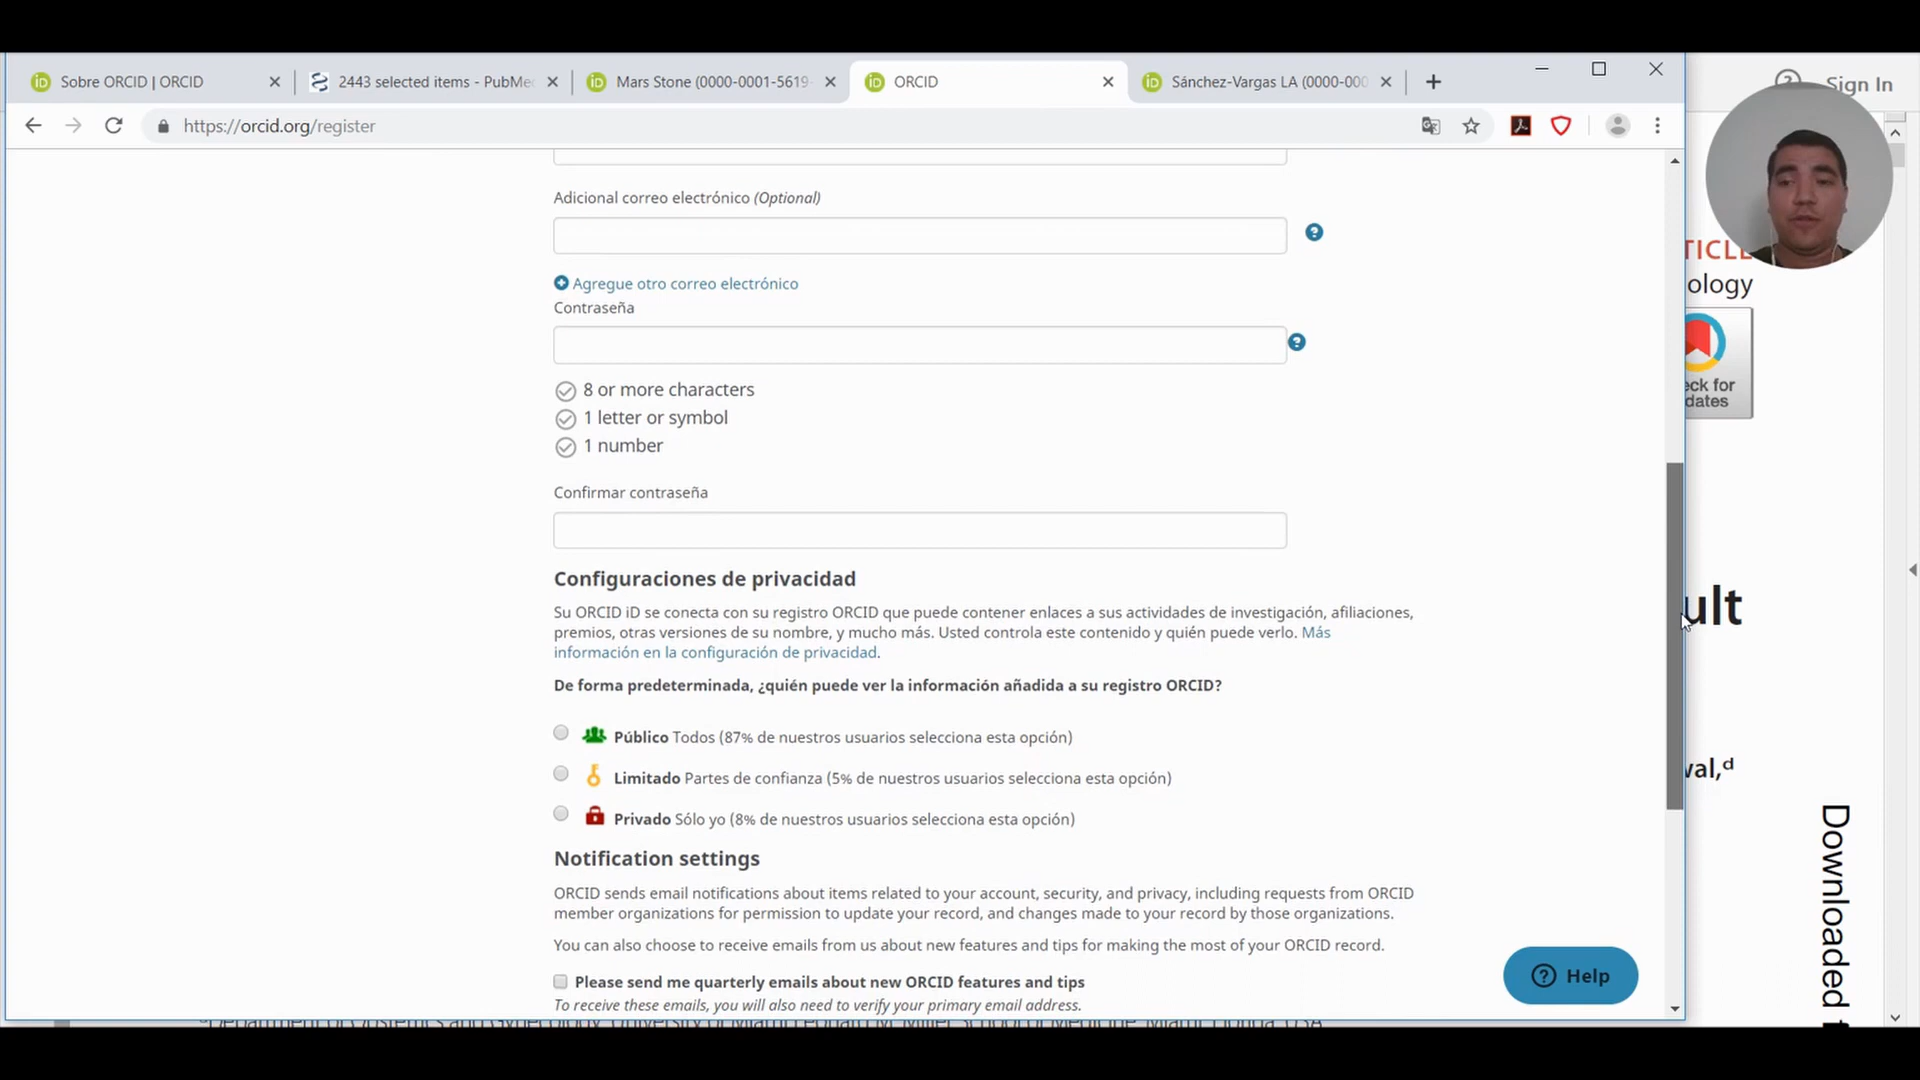 Sobre ORCID | ORCID
2443 selected items - PubMe
Mars Stone (0000-0001-5619-
ORCID
Sánchez-Vargas LA (0000-000
Sign In
https://orcid.org/register
Adicional correo electrónico (Optional)
TICLE
ology
Agregue otro correo electrónico
Contraseña
eck for
dates
8 or more characters
1 letter or symbol
1 number
Confirmar contraseña
Configuraciones de privacidad
Su ORCID iD se conecta con su registro ORCID que puede contener enlaces a sus actividades de investigación, afiliaciones,
premios, otras versiones de su nombre, y mucho más. Usted controla este contenido y quién puede verlo. Más
información en la configuración de privacidad.
ult
De forma predeterminada, ¿quién puede ver la información añadida a su registro ORCID?
Público Todos (87% de nuestros usuarios selecciona esta opción)
Limitado Partes de confianza (5% de nuestros usuarios selecciona esta opción)
val,d
Privado Sólo yo (8% de nuestros usuarios selecciona esta opción)
Notification settings
ORCID sends email notifications about items related to your account, security, and privacy, including requests from ORCID
member organizations for permission to update your record, and changes made to your record by those organizations.
You can also choose to receive emails from us about new features and tips for making the most of your ORCID record.
Please send me quarterly emails about new ORCID features and tips
To receive these emails, you will also need to verify your primary email address.
Help
Downloaded